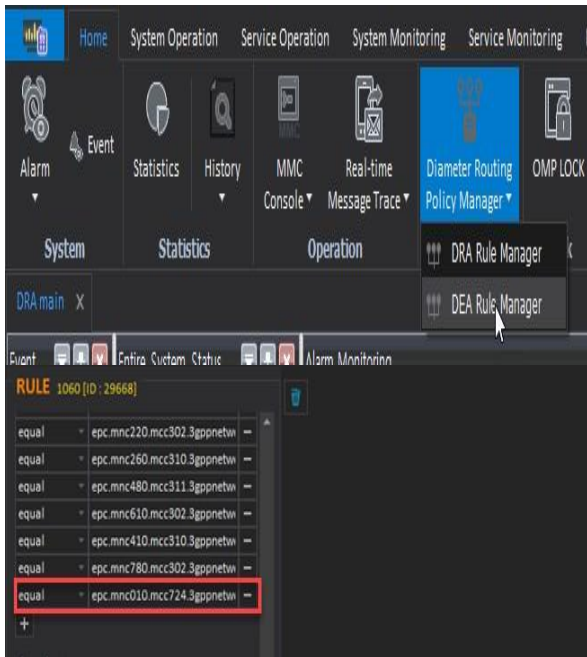 Home System Operation Service Operation System Monitoring Service Monitoring
Alarm Event Statistics History MMC Console Real-time Message Trace Diameter Routing Policy Manager OMP LOCK
System Statistics Operation k
DRA Rule Manager
DRA main X
DEA Rule Manager
Event Entire System Status Alarm Monitoring
RULE 1060 [ID : 29668]
equal epc.mnc220.mcc302.3gppnetw
equal epc.mnc260.mcc310.3gppnetw
equal epc.mnc480.mcc311.3gppnetw
equal epc.mnc610.mcc302.3gppnetw
equal epc.mnc410.mcc310.3gppnetw
equal epc.mnc780.mcc302.3gppnetw
equal epc.mnc010.mcc724.3gppnetw
+